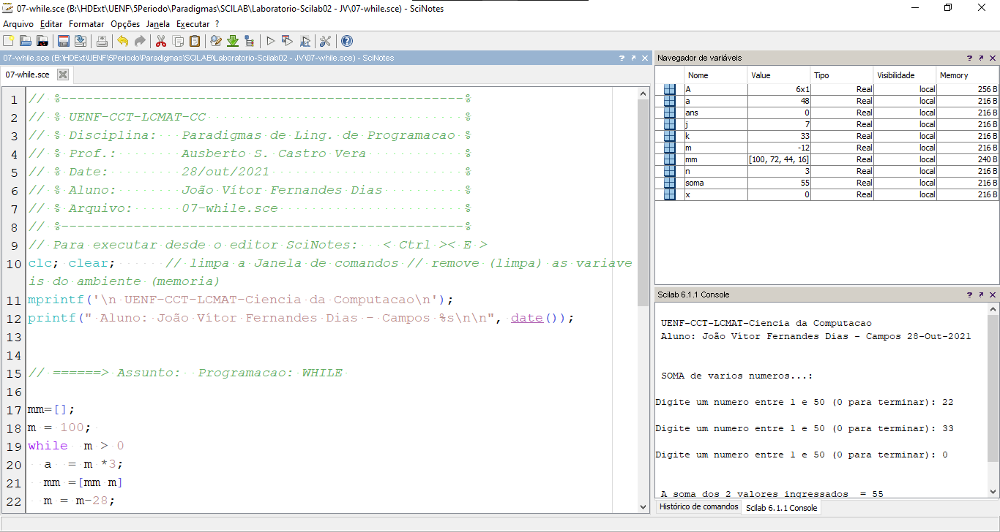 07-while.sce (B:\HDExt\UENF\5Periodo\Paradigmas\SCILAB\Laboratorio-Scilab02 - JV\07-while.sce) - SciNotes
Arquivo Editar Formatar Opções Janela Executar ?
07-while.sce (B:\HDExt\UENF\5Periodo\Paradigmas\SCILAB\Laboratorio-Scilab02 - JV\07-while.sce) - SciNotes
07-while.sce
1 // %--------------------------------------------------%
2 // % UENF-CCT-LCMAT-CC %
3 // % Disciplina: Paradigmas de Ling. de Programacao %
4 // % Prof.: Ausberto S. Castro Vera %
5 // % Date: 28/out/2021 %
6 // % Aluno: João Vítor Fernandes Dias %
7 // % Arquivo: 07-while.sce %
8 // %--------------------------------------------------%
9 // Para executar desde o editor SciNotes: < Ctrl >< E >
10 clc; clear; // limpa a Janela de comandos // remove (limpa) as variave
is do ambiente (memoria)
11 mprintf('\n UENF-CCT-LCMAT-Ciencia da Computacao\n');
12 printf(" Aluno: João Vítor Fernandes Dias - Campos %s\n\n", date());
13
14
15 // ======> Assunto: Programacao: WHILE
16
17 mm=[];
18 m = 100;
19 while m > 0
20 a = m *3;
21 mm =[mm m]
22 m = m-28;
Navegador de variáveis
Nome Value Tipo Visibilidade Memory
A 6x1 Real local 256 B
a 48 Real local 216 B
ans 0 Real local 216 B
j 7 Real local 216 B
k 33 Real local 216 B
m -12 Real local 216 B
mm [100, 72, 44, 16] Real local 240 B
n 3 Real local 216 B
soma 55 Real local 216 B
x 0 Real local 216 B
Scilab 6.1.1 Console
UENF-CCT-LCMAT-Ciencia da Computacao
Aluno: João Vítor Fernandes Dias - Campos 28-Out-2021
SOMA de varios numeros...:
Digite um numero entre 1 e 50 (0 para terminar): 22
Digite um numero entre 1 e 50 (0 para terminar): 33
Digite um numero entre 1 e 50 (0 para terminar): 0
A soma dos 2 valores ingressados = 55
Histórico de comandos Scilab 6.1.1 Console